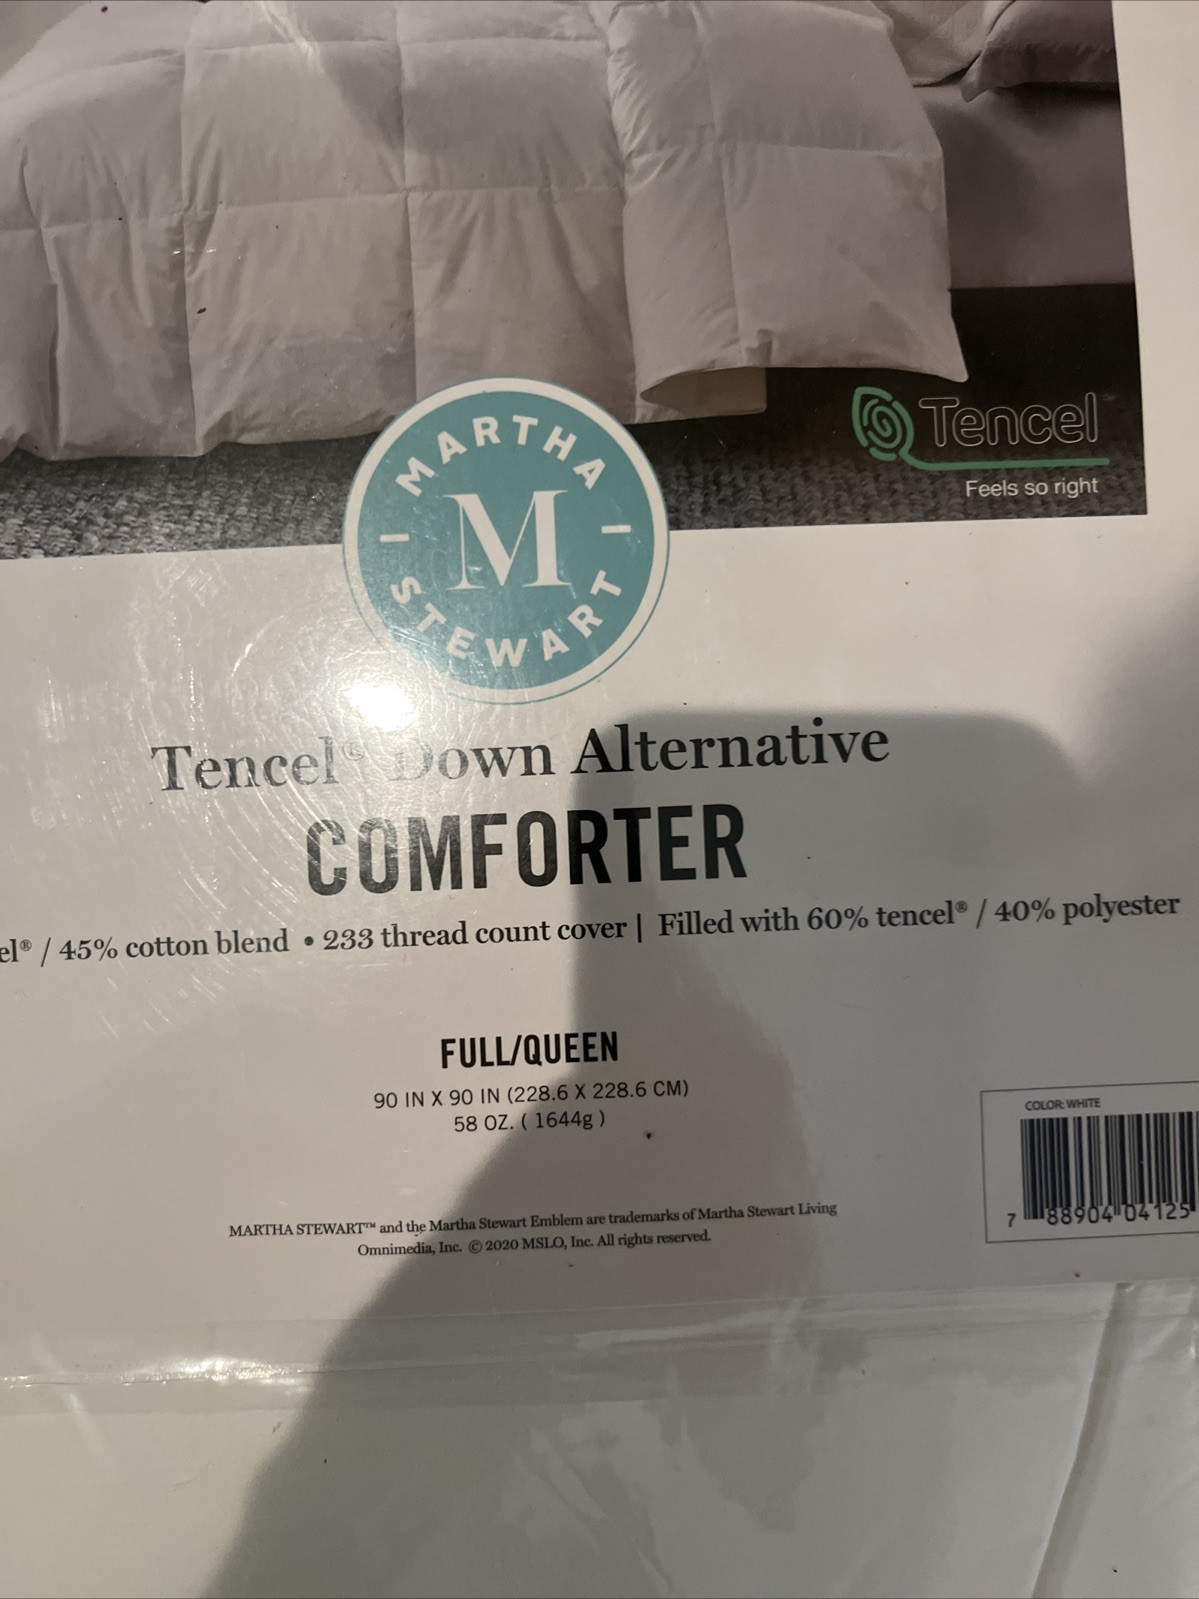 Tencel™
Feels so right
MARTHA
M
STEWART
Tencel® Down Alternative
COMFORTER
el® / 45% cotton blend • 233 thread count cover | Filled with 60% tencel® / 40% polyester
FULL/QUEEN
90 IN X 90 IN (228.6 X 228.6 CM)
58 OZ. ( 1644g )
COLOR: WHITE
7 88904 04125
MARTHA STEWART™ and the Martha Stewart Emblem are trademarks of Martha Stewart Living
Omnimedia, Inc. © 2020 MSLO, Inc. All rights reserved.